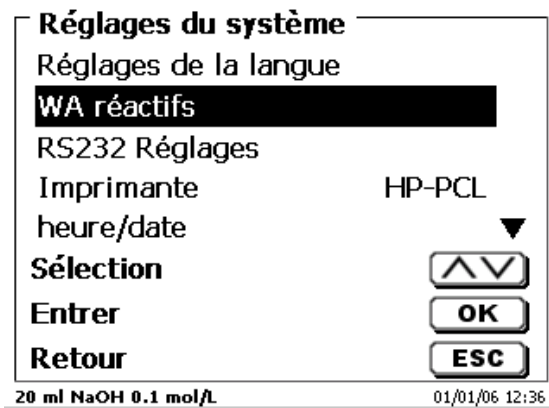 Réglages du système
Réglages de la langue
WA réactifs
RS232 Réglages
Imprimante HP-PCL
heure/date
Sélection
Entrer OK
Retour ESC
20 ml NaOH 0.1 mol/L 01/01/06 12:36